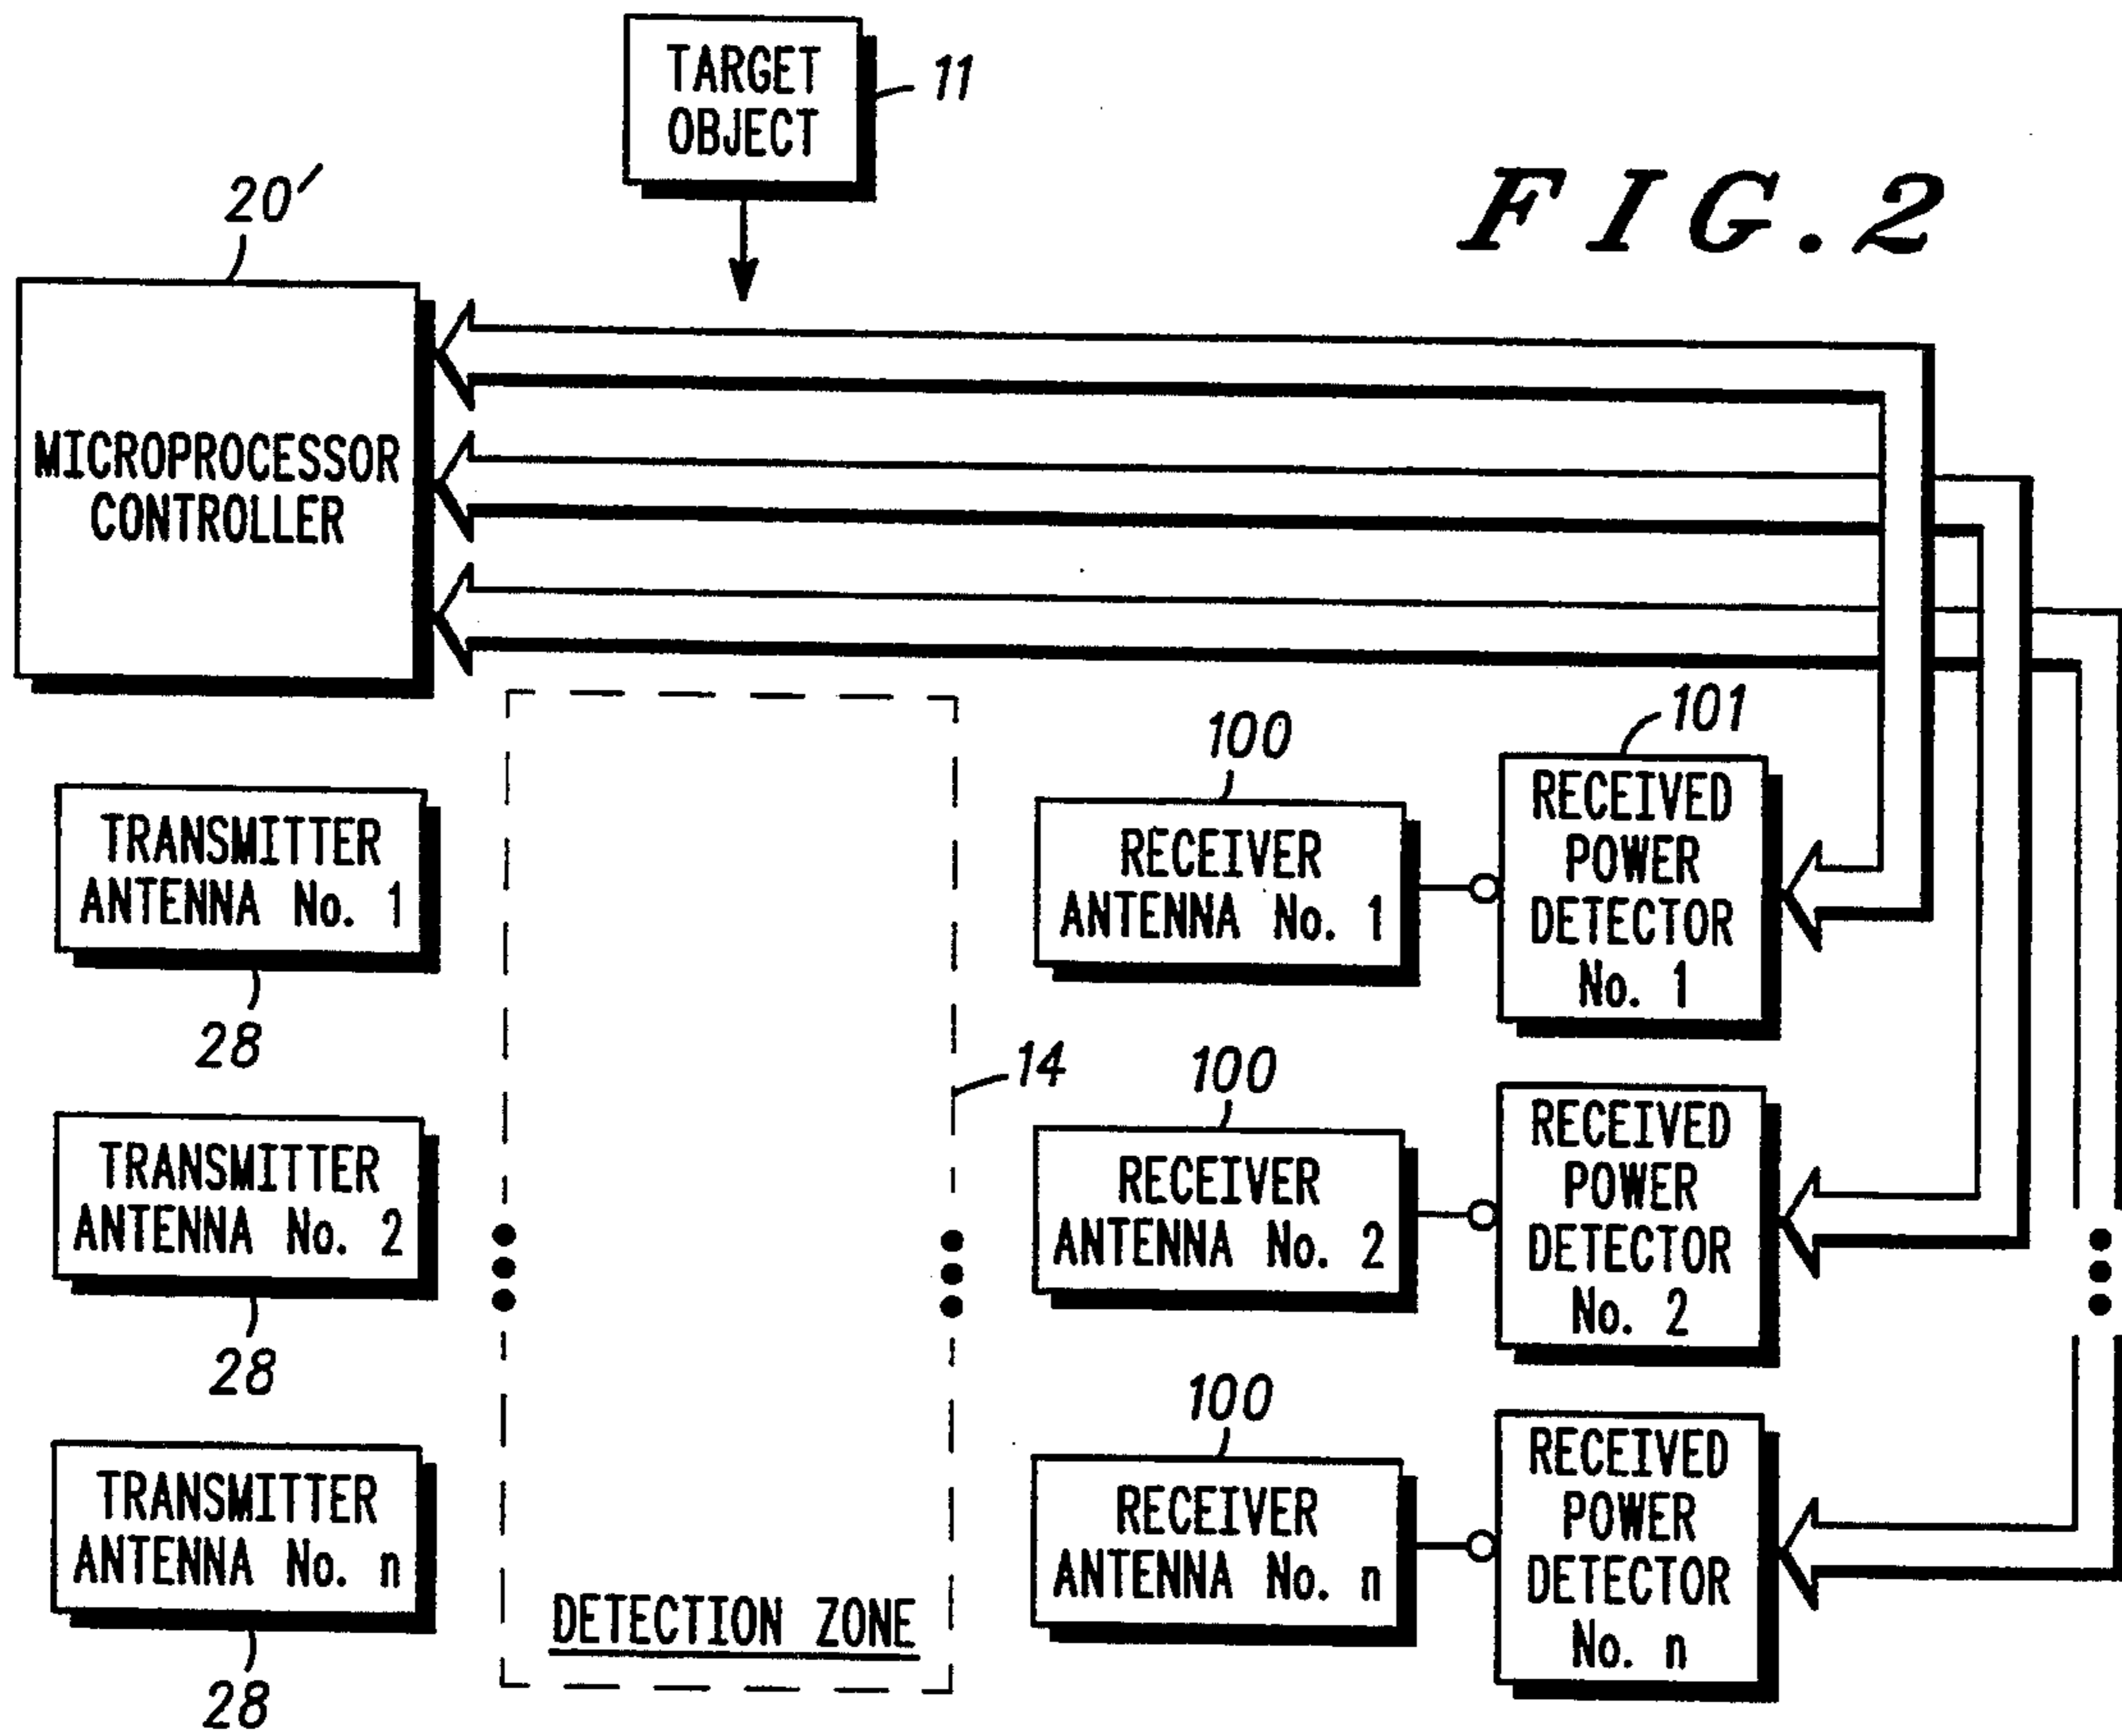 TARGET
OBJECT
11
FIG.2
20'
MICROPROCESSOR
CONTROLLER
101
100
RECEIVED
POWER
DETECTOR
No. 1
TRANSMITTER
ANTENNA No. 1
28
RECEIVER
ANTENNA No. 1
14
100
RECEIVED
POWER
DETECTOR
No. 2
TRANSMITTER
ANTENNA No. 2
28
RECEIVER
ANTENNA No. 2
100
RECEIVED
POWER
DETECTOR
No. n
TRANSMITTER
ANTENNA No. n
28
RECEIVER
ANTENNA No. n
DETECTION ZONE